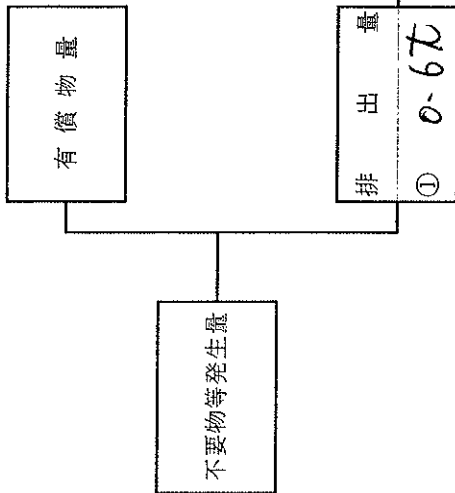 有償物量
不要物等発生量
排出量
① 0.6t